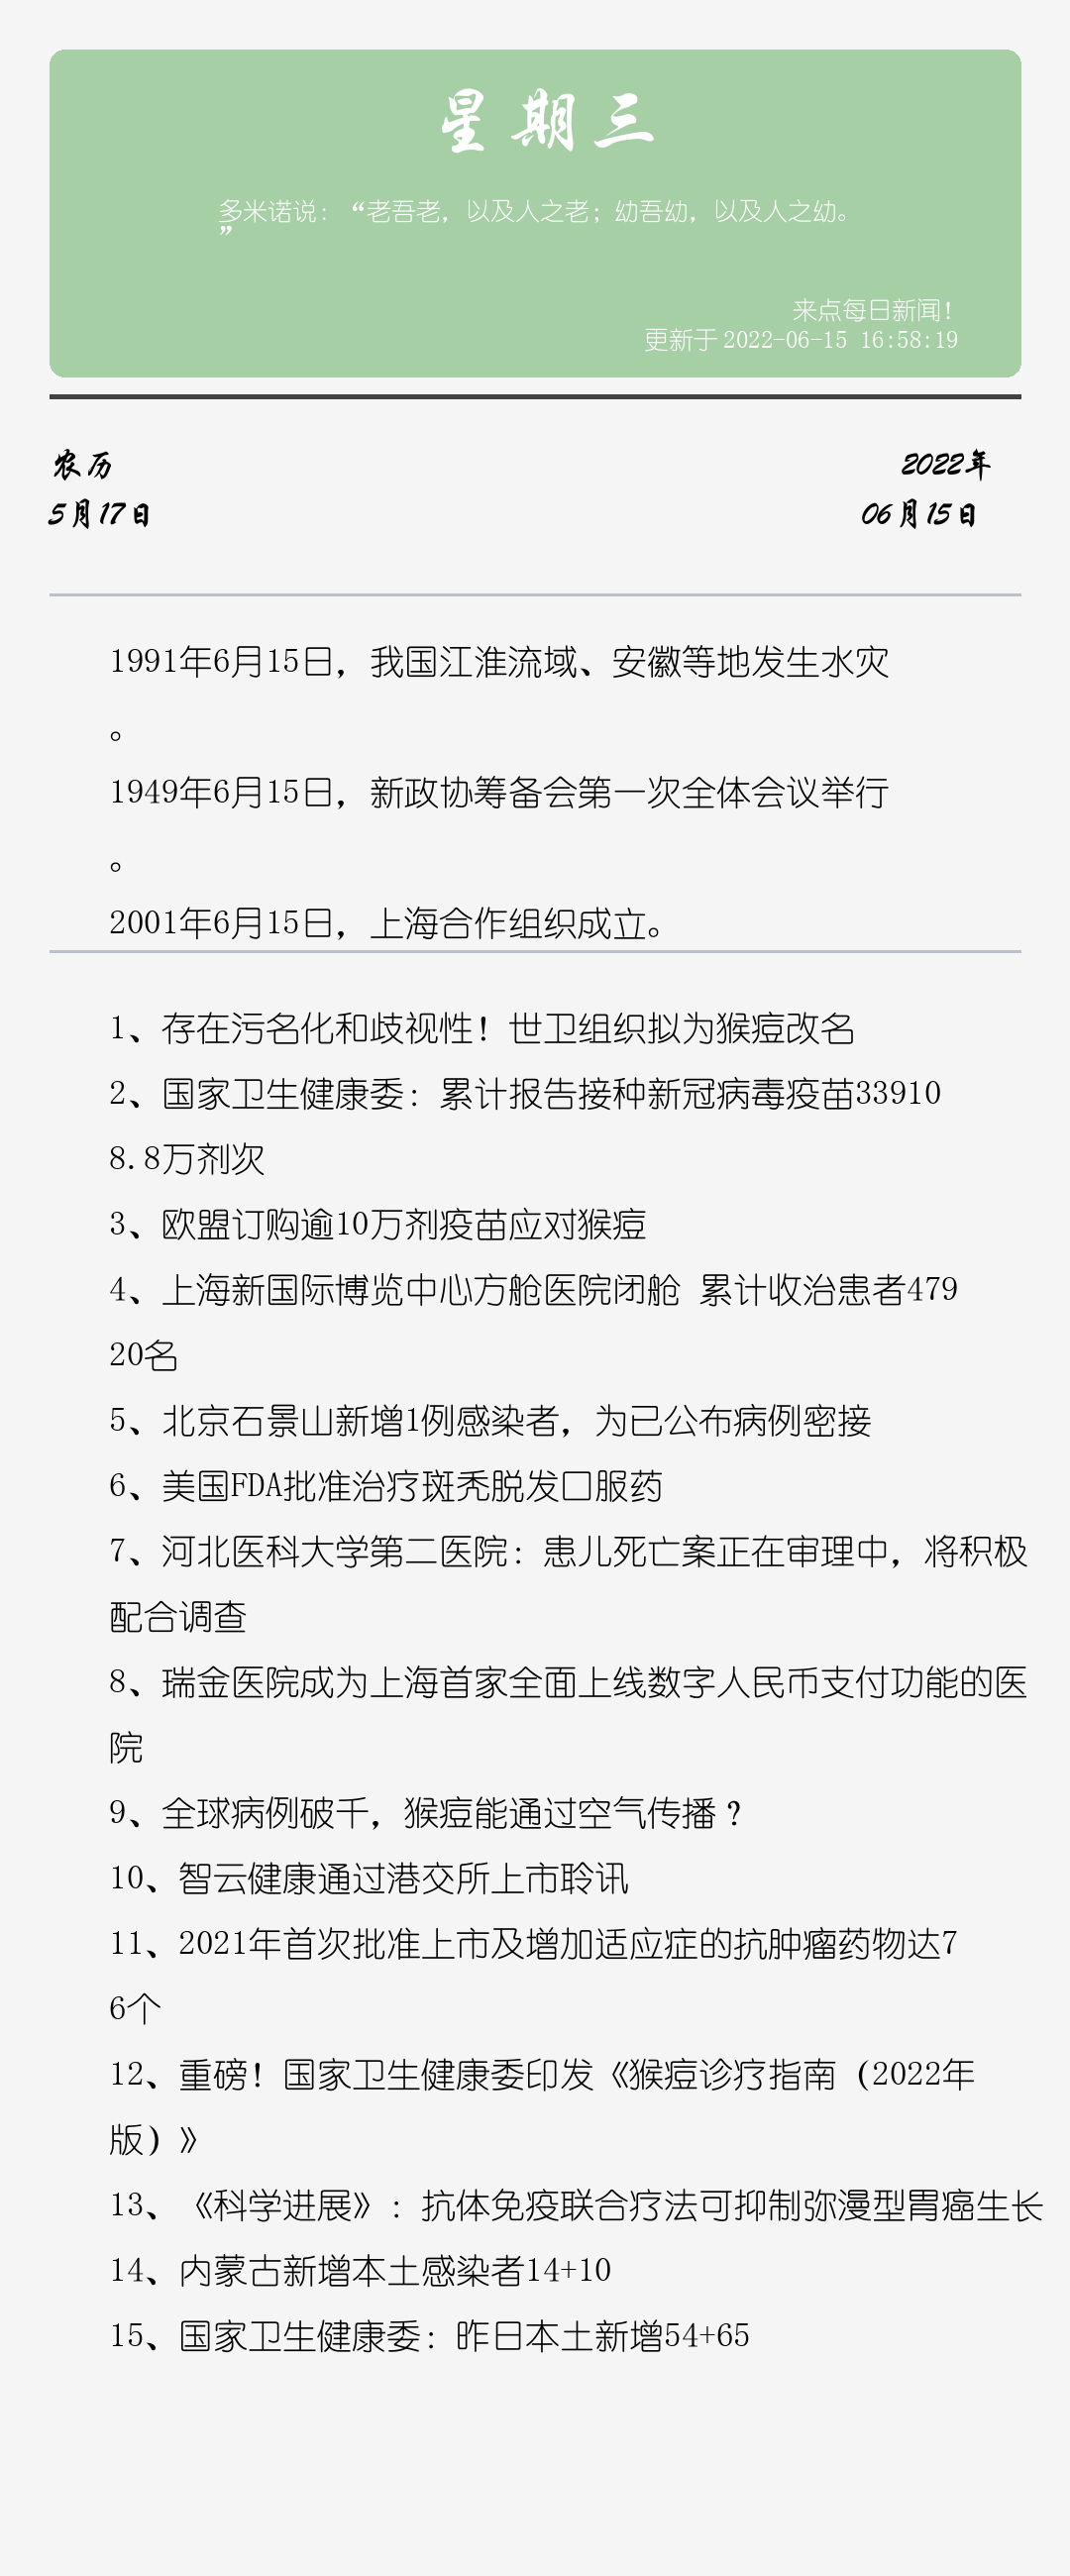 星期三
多米诺说：“老吾老，以及人之老；幼吾幼，以及人之幼。
”
来点每日新闻！
更新于 2022-06-15 16:58:19
农历
5月17日
2022年
06月15日
1991年6月15日，我国江淮流域、安徽等地发生水灾
。
1949年6月15日，新政协筹备会第一次全体会议举行
。
2001年6月15日，上海合作组织成立。
1、存在污名化和歧视性！世卫组织拟为猴痘改名
2、国家卫生健康委：累计报告接种新冠病毒疫苗33910
8.8万剂次
3、欧盟订购逾10万剂疫苗应对猴痘
4、上海新国际博览中心方舱医院闭舱 累计收治患者479
20名
5、北京石景山新增1例感染者，为已公布病例密接
6、美国FDA批准治疗斑秃脱发口服药
7、河北医科大学第二医院：患儿死亡案正在审理中，将积极
配合调查
8、瑞金医院成为上海首家全面上线数字人民币支付功能的医
院
9、全球病例破千，猴痘能通过空气传播？
10、智云健康通过港交所上市聆讯
11、2021年首次批准上市及增加适应症的抗肿瘤药物达7
6个
12、重磅！国家卫生健康委印发《猴痘诊疗指南（2022年
版）》
13、《科学进展》：抗体免疫联合疗法可抑制弥漫型胃癌生长
14、内蒙古新增本土感染者14+10
15、国家卫生健康委：昨日本土新增54+65